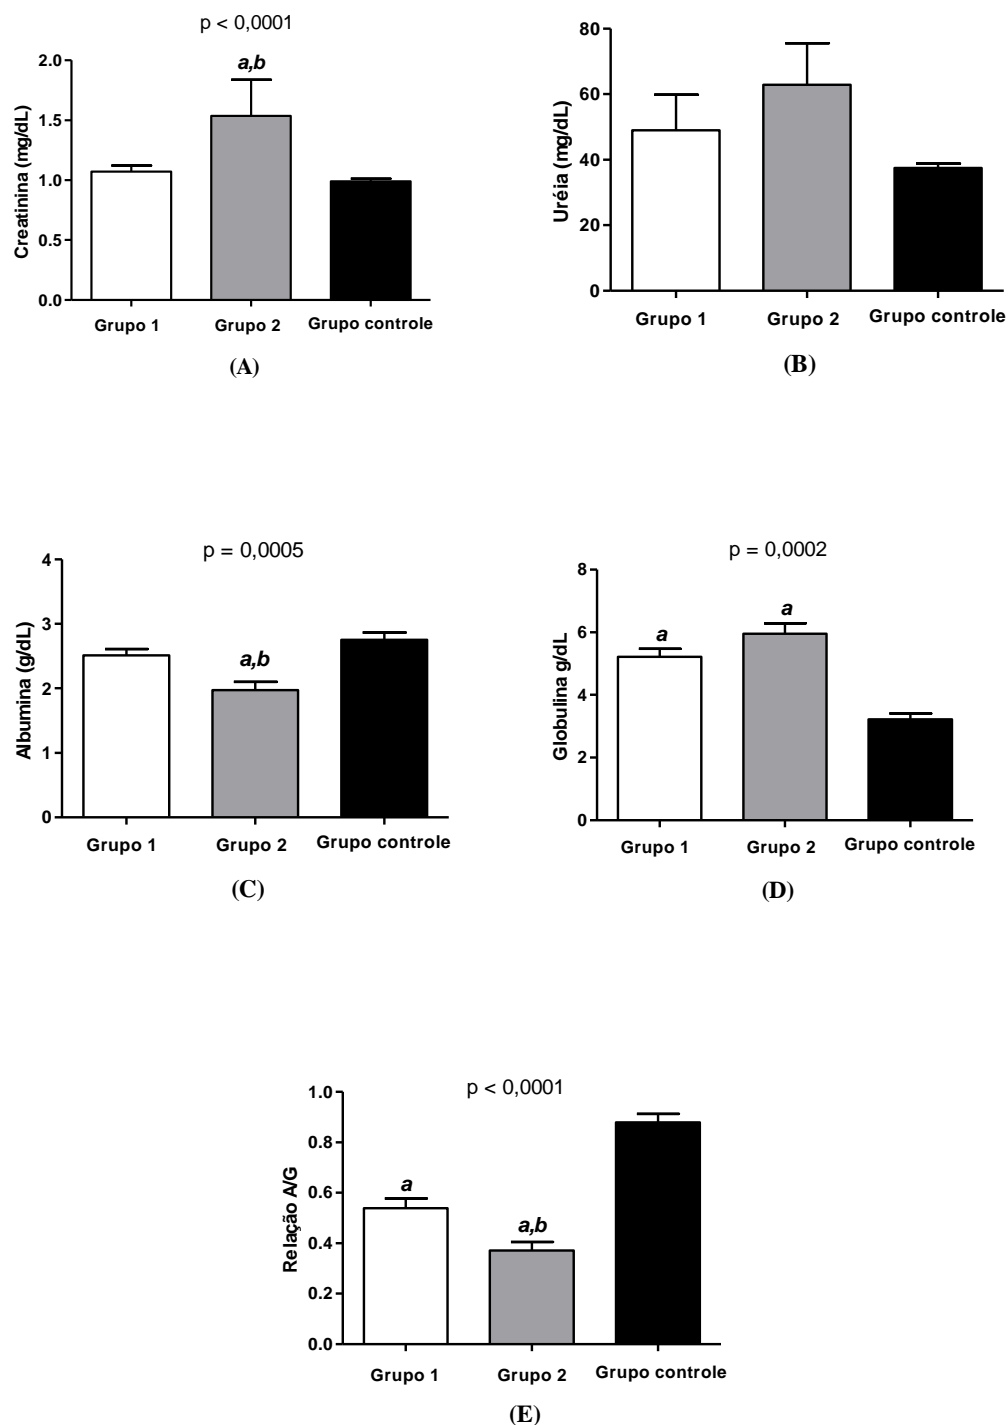 p < 0,0001
2.0
1.5
1.0
0.5
0.0
Creatinina (mg/dL)
a,b
Grupo 1 Grupo 2 Grupo controle
(A)
80
60
40
20
0
Uréia (mg/dL)
Grupo 1 Grupo 2 Grupo controle
(B)
p = 0,0005
4
3
2
1
0
Albumina (g/dL)
a,b
Grupo 1 Grupo 2 Grupo controle
(C)
p = 0,0002
8
6
4
2
0
Globulina g/dL
a a
Grupo 1 Grupo 2 Grupo controle
(D)
p < 0,0001
1.0
0.8
0.6
0.4
0.2
0.0
Relação A/G
a
a,b
Grupo 1 Grupo 2 Grupo controle
(E)